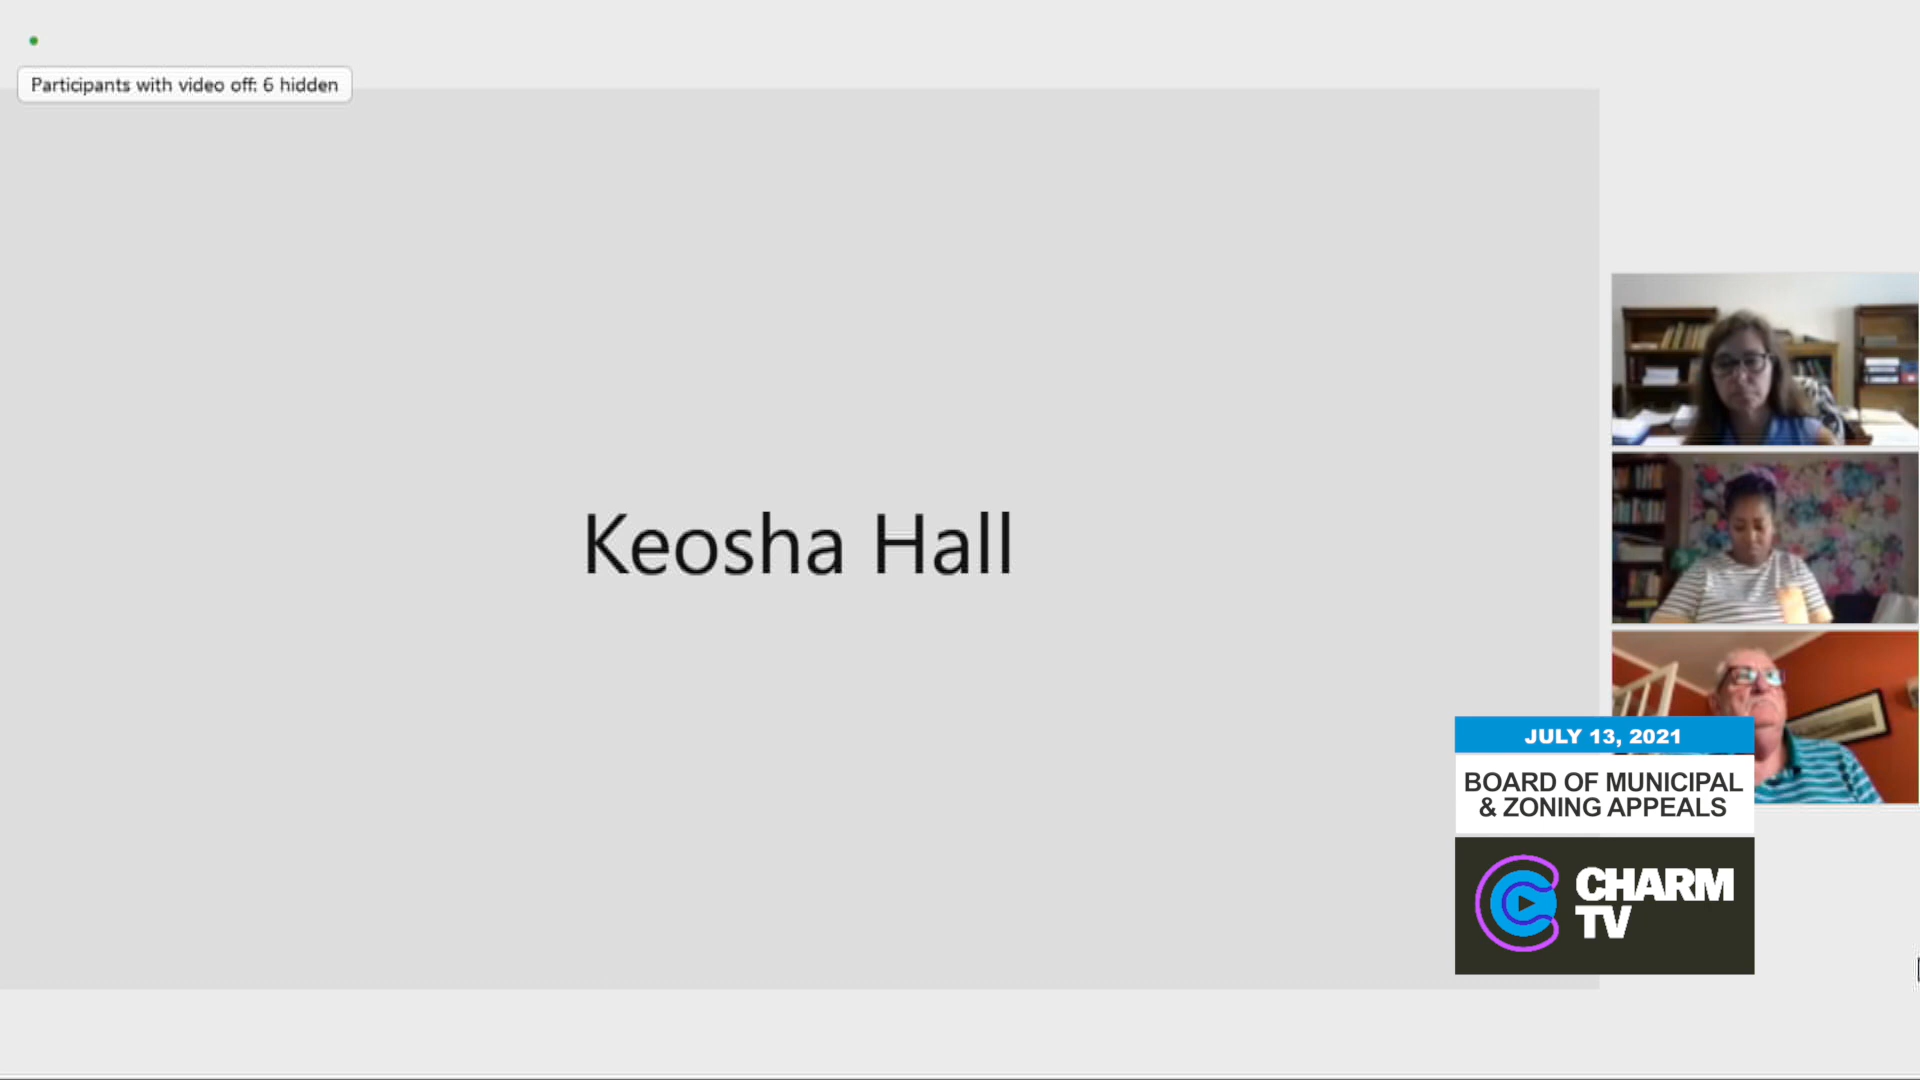 Participants with video off: 6 hidden
Keosha Hall
JULY 13, 2021
BOARD OF MUNICIPAL
& ZONING APPEALS
CHARM
TV